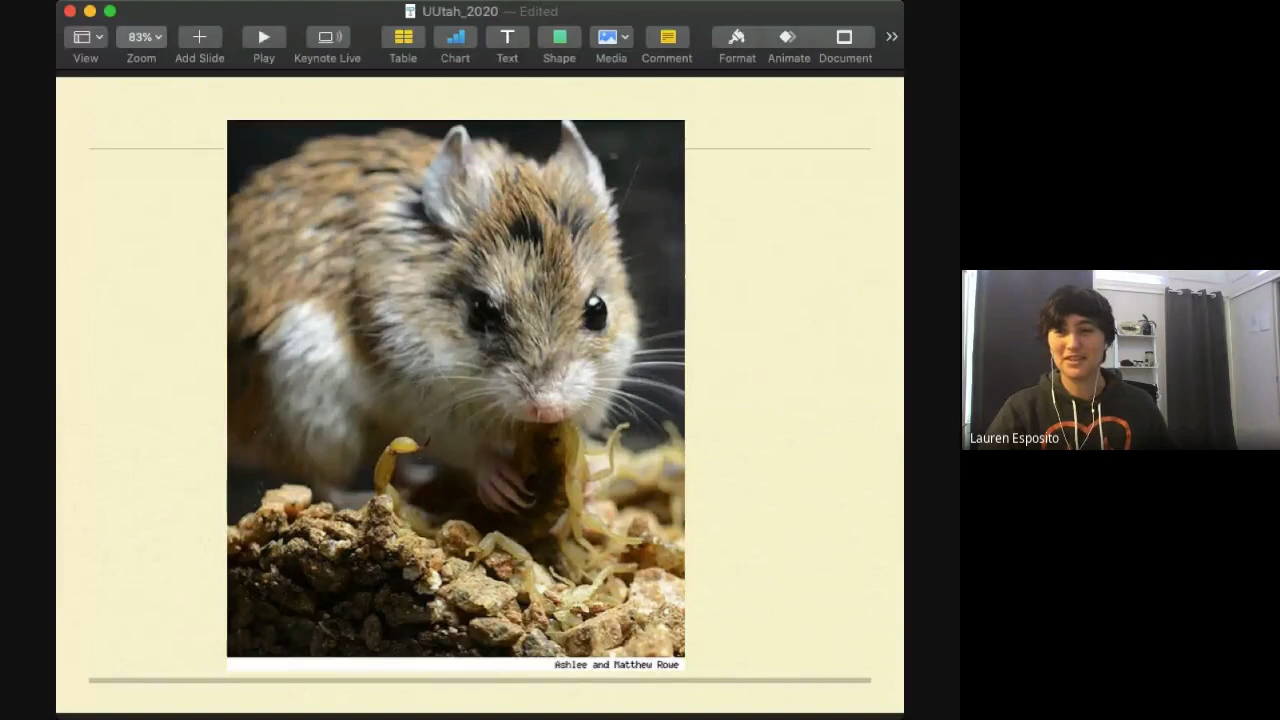 UUtah_2020 — Edited
83%
View
Zoom
Add Slide
Play
Keynote Live
Table
Chart
Text
Shape
Media
Comment
Format
Animate
Document
Lauren Esposito
Ashlee and Matthew Rowe